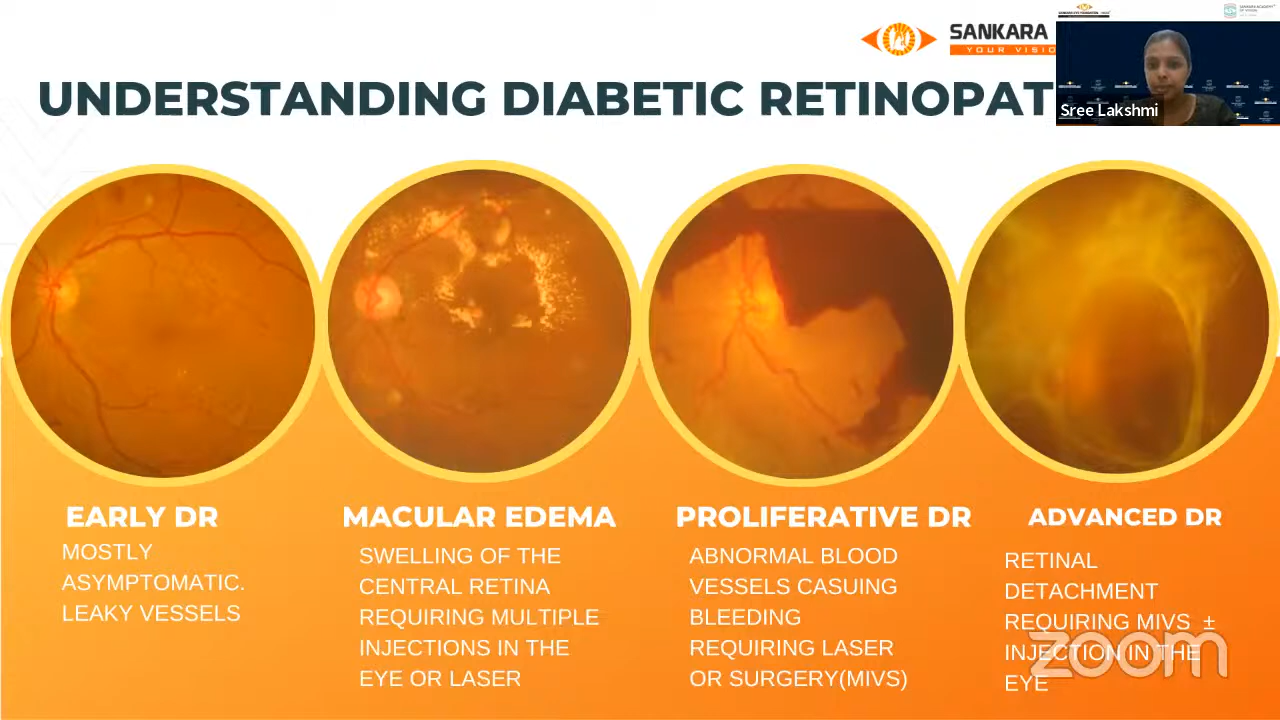 SANKARA
YOUR VISIO
UNDERSTANDING DIABETIC RETINOPAT
Sree Lakshmi
EARLY DR
MOSTLY
ASYMPTOMATIC.
LEAKY VESSELS
MACULAR EDEMA
SWELLING OF THE
CENTRAL RETINA
REQUIRING MULTIPLE
INJECTIONS IN THE
EYE OR LASER
PROLIFERATIVE DR
ABNORMAL BLOOD
VESSELS CASUING
BLEEDING
REQUIRING LASER
OR SURGERY(MIVS)
ADVANCED DR
RETINAL
DETACHMENT
REQUIRING MIVS ±
INJECTION IN THE
EYE
zoom